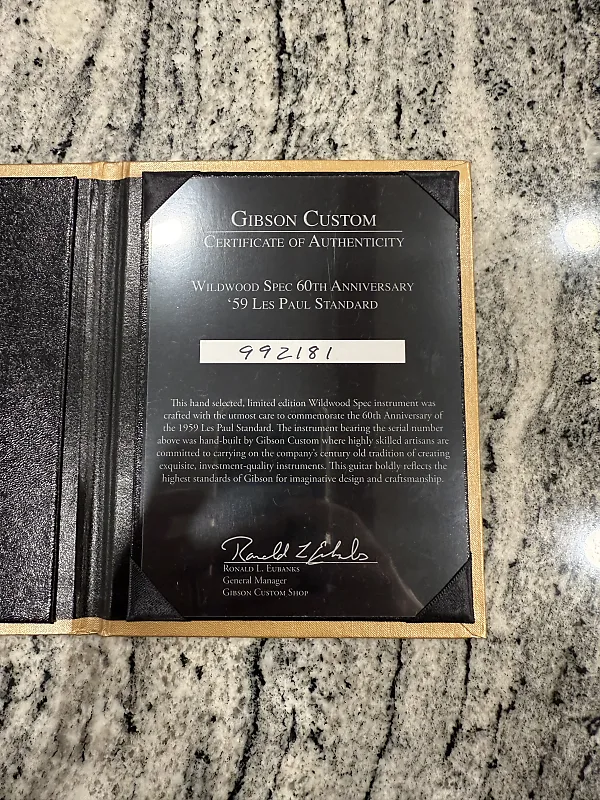 Gibson Custom
Certificate of Authenticity
Wildwood Spec 60th Anniversary
‘59 Les Paul Standard
992181
This hand selected, limited edition Wildwood Spec instrument was
crafted with the utmost care to commemorate the 60th Anniversary of
the 1959 Les Paul Standard. The instrument bearing the serial number
above was hand-built by Gibson Custom where highly skilled artisans are
committed to carrying on the company's century old tradition of creating
exquisite, investment-quality instruments. This guitar boldly reflects the
highest standards of Gibson for imaginative design and craftsmanship.
Ronald L Eubanks
Ronald L. Eubanks
General Manager
Gibson Custom Shop